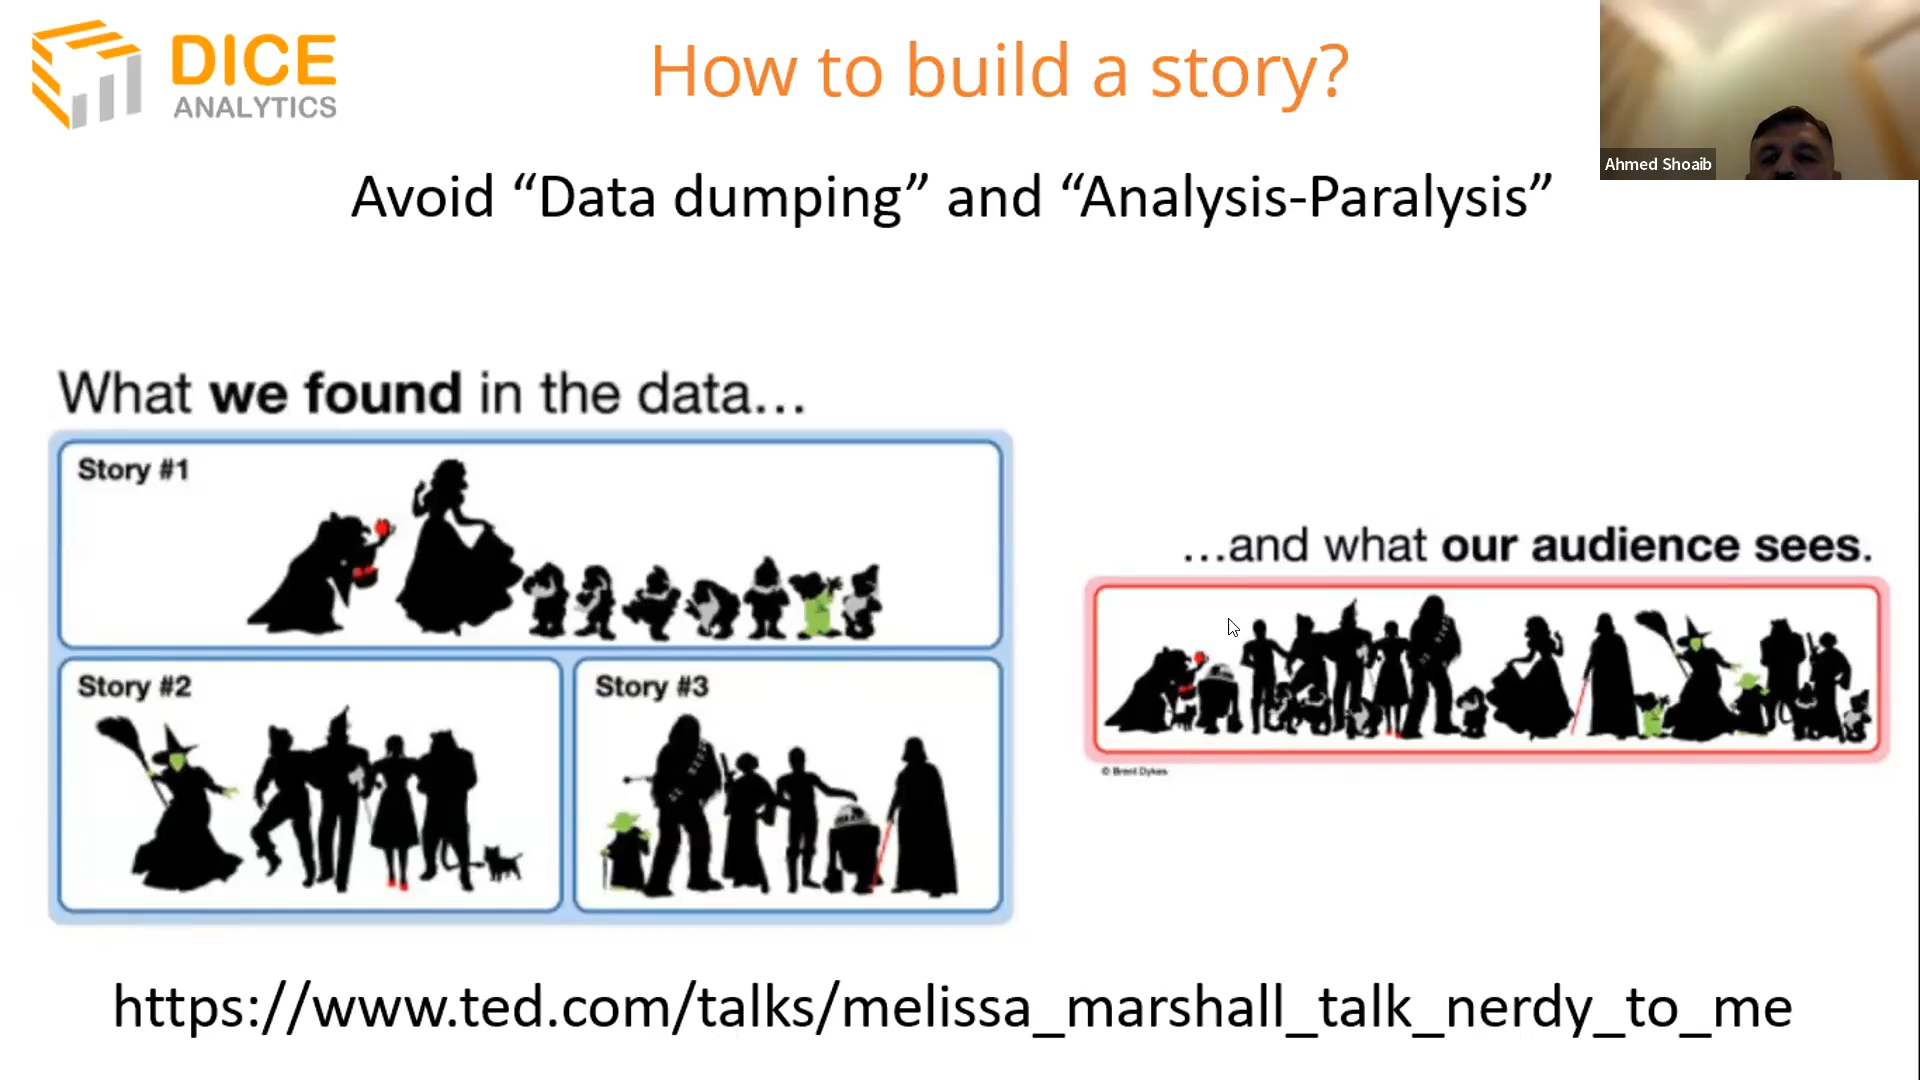 DICE
ANALYTICS
How to build a story?
Ahmed Shoaib
Avoid “Data dumping” and “Analysis-Paralysis”
What we found in the data...
Story #1
Story #2
Story #3
...and what our audience sees.
© Brent Dykes
https://www.ted.com/talks/melissa_marshall_talk_nerdy_to_me